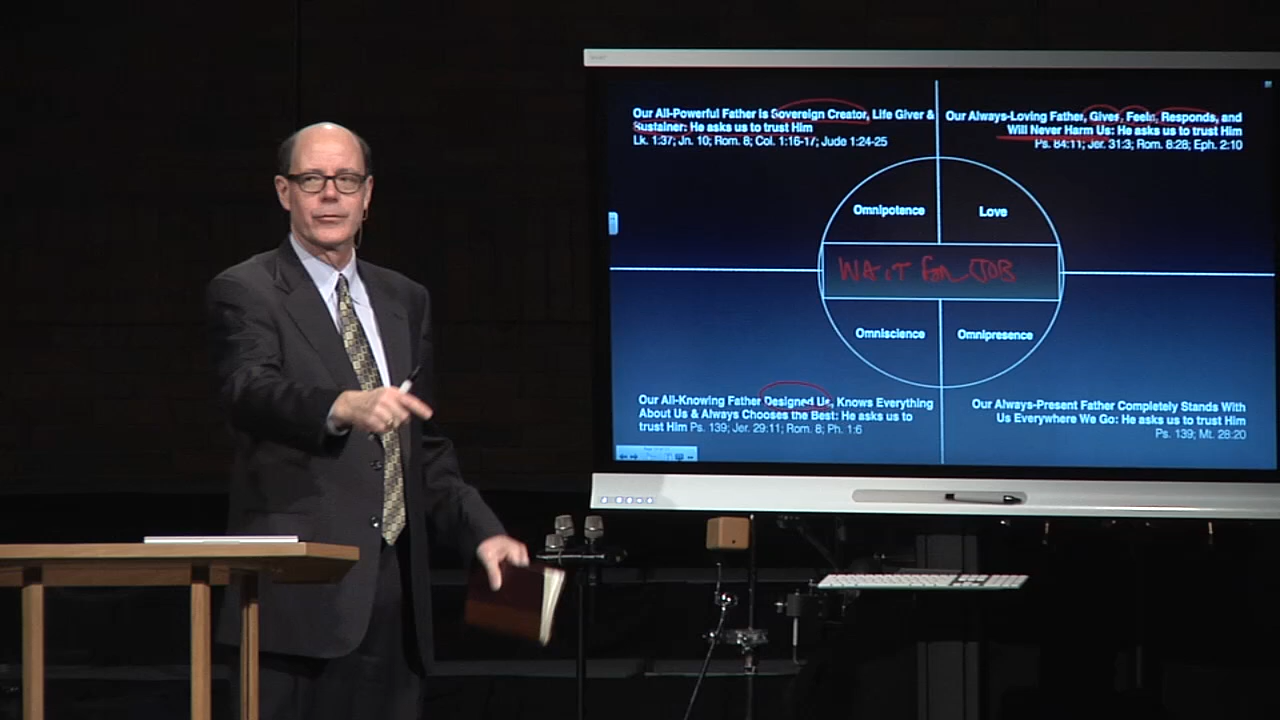 Our All-Powerful Father Is Sovereign Creator, Life Giver &
Sustainer: He asks us to trust Him
Lk. 1:37; Jn. 10; Rom. 8; Col. 1:16-17; Jude 1:24-25
Our Always-Loving Father, Gives, Feels, Responds, and
Will Never Harm Us: He asks us to trust Him
Ps. 84:11; Jer. 31:3; Rom. 8:28; Eph. 2:10
Omnipotence
Love
WAIT for JOB
Omniscience
Omnipresence
Our All-Knowing Father Designed Us, Knows Everything
About Us & Always Chooses the Best: He asks us to
trust Him Ps. 139; Jer. 29:11; Rom. 8; Ph. 1:6
Our Always-Present Father Completely Stands With
Us Everywhere We Go: He asks us to trust Him
Ps. 139; Mt. 28:20